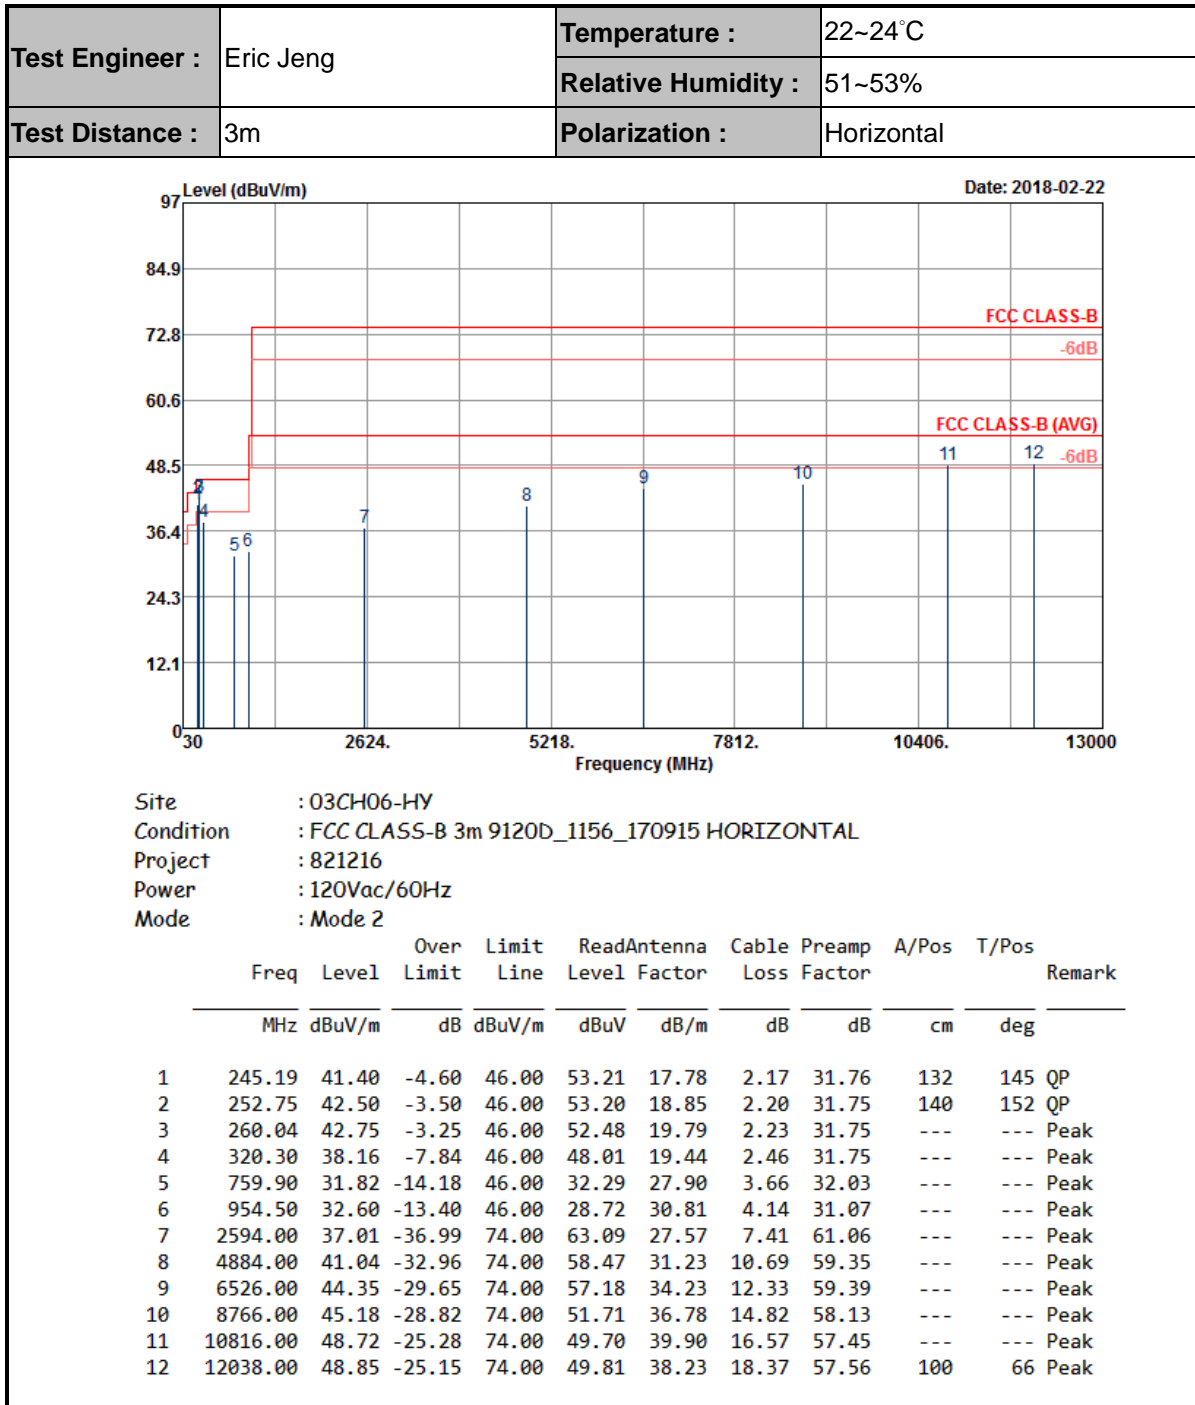 Test Engineer : Eric Jeng Temperature : 22~24°C
Relative Humidity : 51~53%
Test Distance : 3m Polarization : Horizontal
Level (dBuV/m) Date: 2018-02-22
97
84.9
FCC CLASS-B
72.8
-6dB
60.6
FCC CLASS-B (AVG)
48.5
-6dB
36.4
24.3
12.1
0
1 2 3 4 5 6 7 8 9 10 11 12
30 2624. 5218. 7812. 10406. 13000
Frequency (MHz)
Site : 03CH06-HY
Condition : FCC CLASS-B 3m 9120D_1156_170915 HORIZONTAL
Project : 821216
Power : 120Vac/60Hz
Mode : Mode 2
Over Limit ReadAntenna Cable Preamp A/Pos T/Pos
Freq Level Limit Line Level Factor Loss Factor Remark
MHz dBuV/m dB dBuV/m dBuV dB/m dB dB cm deg
1 245.19 41.40 -4.60 46.00 53.21 17.78 2.17 31.76 132 145 QP
2 252.75 42.50 -3.50 46.00 53.20 18.85 2.20 31.75 140 152 QP
3 260.04 42.75 -3.25 46.00 52.48 19.79 2.23 31.75 --- --- Peak
4 320.30 38.16 -7.84 46.00 48.01 19.44 2.46 31.75 --- --- Peak
5 759.90 31.82 -14.18 46.00 32.29 27.90 3.66 32.03 --- --- Peak
6 954.50 32.60 -13.40 46.00 28.72 30.81 4.14 31.07 --- --- Peak
7 2594.00 37.01 -36.99 74.00 63.09 27.57 7.41 61.06 --- --- Peak
8 4884.00 41.04 -32.96 74.00 58.47 31.23 10.69 59.35 --- --- Peak
9 6526.00 44.35 -29.65 74.00 57.18 34.23 12.33 59.39 --- --- Peak
10 8766.00 45.18 -28.82 74.00 51.71 36.78 14.82 58.13 --- --- Peak
11 10816.00 48.72 -25.28 74.00 49.70 39.90 16.57 57.45 --- --- Peak
12 12038.00 48.85 -25.15 74.00 49.81 38.23 18.37 57.56 100 66 Peak